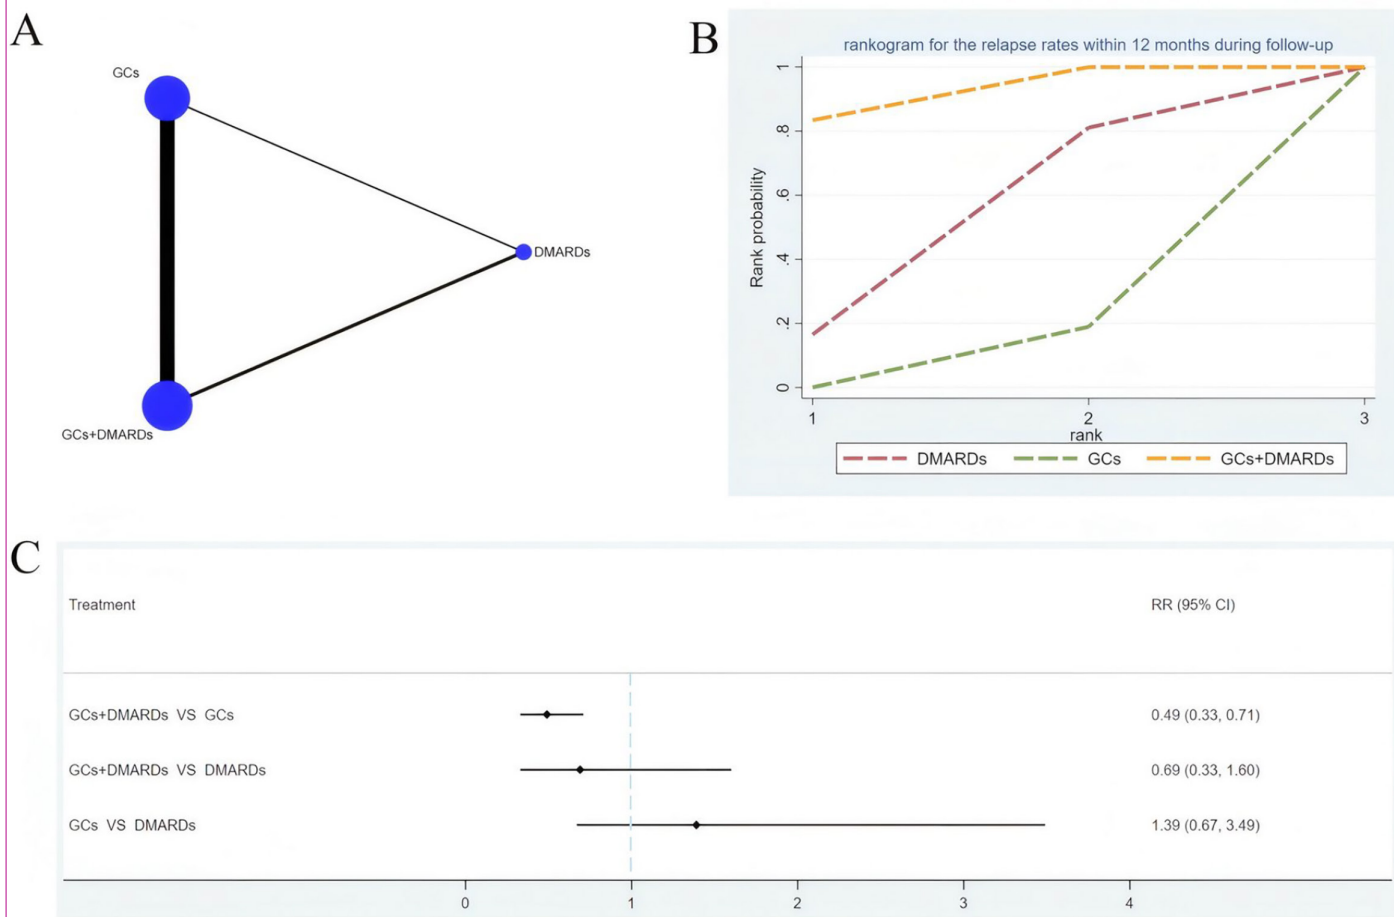 A
GCs
DMARDs
GCs+DMARDs
B
rankogram for the relapse rates within 12 months during follow-up
Rank probability
1
.8
.6
.4
.2
0
1 2 3
rank
DMARDs GCs GCs+DMARDs
C
Treatment RR (95% CI)
GCs+DMARDs VS GCs 0.49 (0.33, 0.71)
GCs+DMARDs VS DMARDs 0.69 (0.33, 1.60)
GCs VS DMARDs 1.39 (0.67, 3.49)
0 1 2 3 4